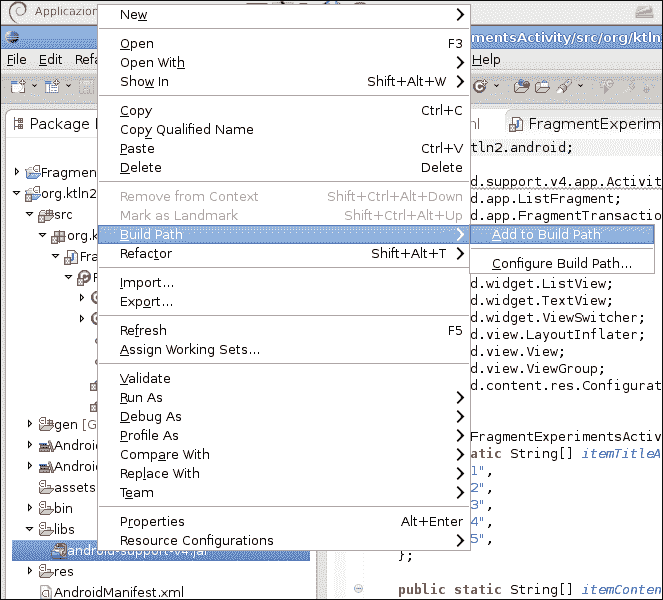 Applicazion
mentsActivity/src/org/ktln2
File Edit Refa Help
Package
FragmentExperim
New
Open F3
Open With
Show In Shift+Alt+W
Copy Ctrl+C
Copy Qualified Name
Paste Ctrl+V
Delete Delete
Remove from Context Shift+Ctrl+Alt+Down
Mark as Landmark Shift+Ctrl+Alt+Up
Build Path
Refactor Shift+Alt+T
Import...
Export...
Refresh F5
Assign Working Sets...
Validate
Run As
Debug As
Profile As
Compare With
Replace With
Team
Properties Alt+Enter
Resource Configurations
Add to Build Path
Configure Build Path...
Fragmen
org.ktln2
src
org.k
Fra
gen [G
Android
Android
assets
bin
libs
android-support-v4.jar
res
AndroidManifest.xml
tln2.android;
d.support.v4.app.Activit
d.app.ListFragment;
d.app.FragmentTransactio
d.widget.ListView;
d.widget.TextView;
d.widget.ViewSwitcher;
d.view.LayoutInflater;
d.view.View;
d.view.ViewGroup;
d.content.res.Configurat
FragmentExperimentsActiv
tatic String[] itemTitleA
1",
2",
3",
4",
5",
};
public static String[] itemConten